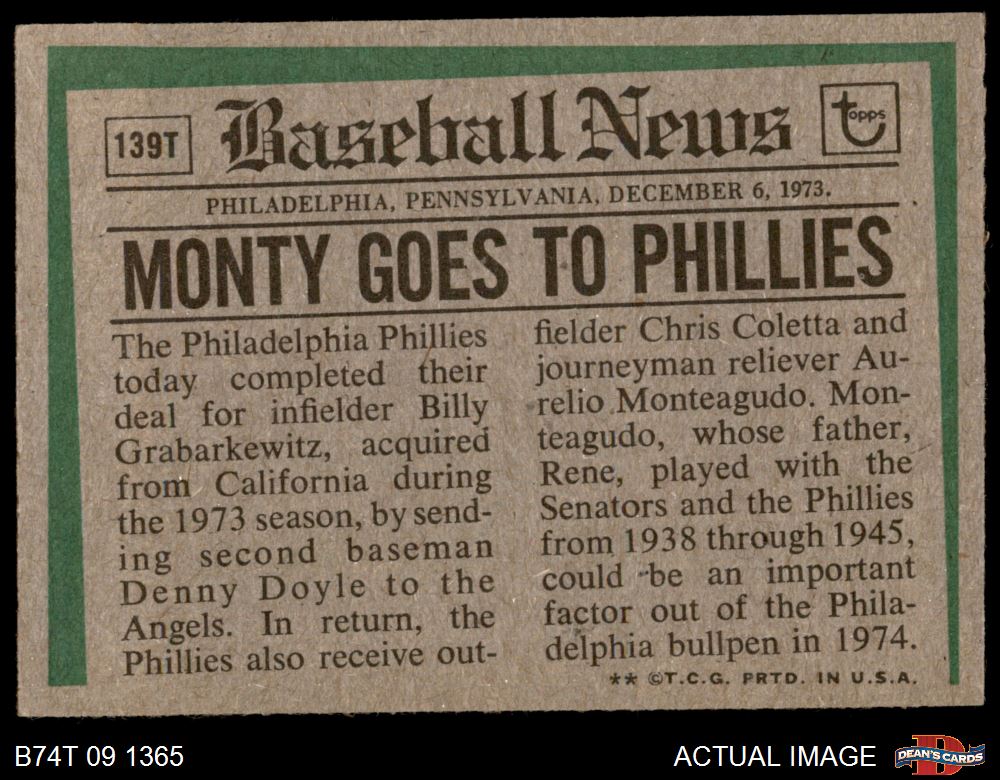 139T
Baseball News
topps
PHILADELPHIA, PENNSYLVANIA, DECEMBER 6, 1973.
MONTY GOES TO PHILLIES
The Philadelphia Phillies
today completed their
deal for infielder Billy
Grabarkewitz, acquired
from California during
the 1973 season, by send-
ing second baseman
Denny Doyle to the
Angels. In return, the
Phillies also receive out-
fielder Chris Coletta and
journeyman reliever Au-
relio Monteagudo. Mon-
teagudo, whose father,
Rene, played with the
Senators and the Phillies
from 1938 through 1945,
could be an important
factor out of the Phila-
delphia bullpen in 1974.
** ©T.C.G. PRTD. IN U.S.A.
B74T 09 1365
ACTUAL IMAGE
D
DEAN'S CARDS